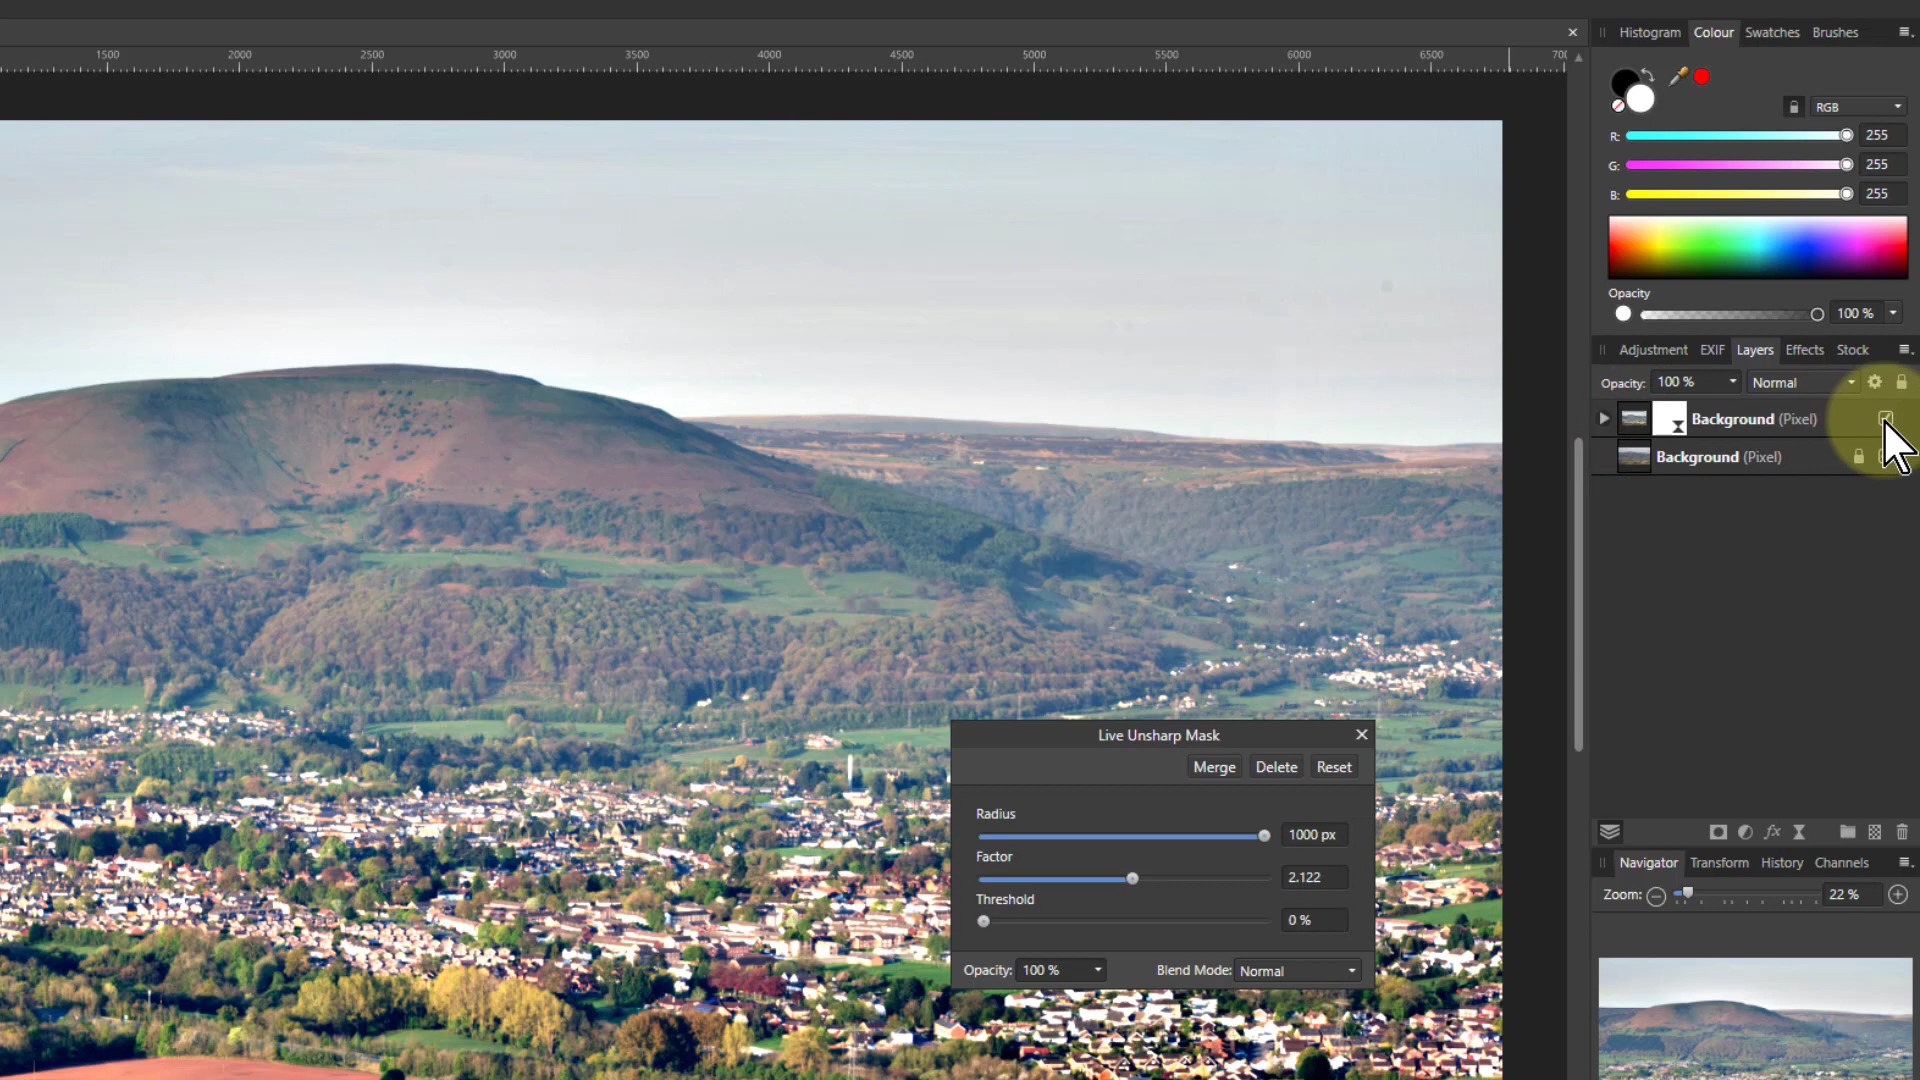 Histogram Colour Swatches Brushes
1500 2000 2500 3000 3500 4000 4500 5000 5500 6000 6500
RGB
R: 255
G: 255
B: 255
Opacity
100 %
Adjustment EXIF Layers Effects Stock
Opacity: 100 % Normal
Background (Pixel)
Background (Pixel)
Live Unsharp Mask
Merge Delete Reset
Radius
1000 px
Factor
2.122
Threshold
0 %
Opacity: 100 % Blend Mode: Normal
fx
Navigator Transform History Channels
Zoom: 22 %